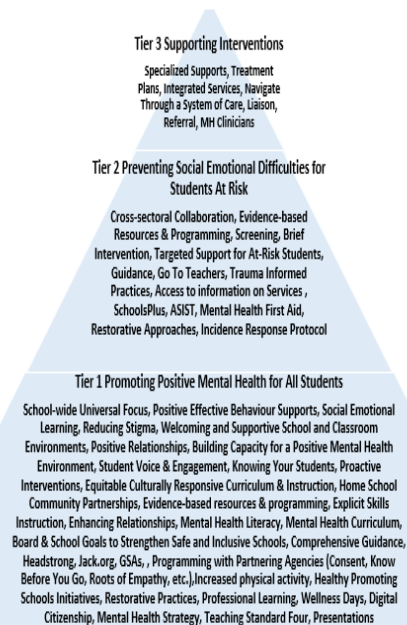 Tier 3 Supporting Interventions
Specialized Supports, Treatment
Plans, Integrated Services, Navigate
Through a System of Care, Liaison,
Referral, MH Clinicians
Tier 2 Preventing Social Emotional Difficulties for
Students At Risk
Cross-sectoral Collaboration, Evidence-based
Resources & Programming, Screening, Brief
Intervention, Targeted Support for At-Risk Students,
Guidance, Go To Teachers, Trauma Informed
Practices, Access to information on Services ,
SchoolsPlus, ASIST, Mental Health First Aid,
Restorative Approaches, Incidence Response Protocol
Tier 1 Promoting Positive Mental Health for All Students
School-wide Universal Focus, Positive Effective Behaviour Supports, Social Emotional
Learning, Reducing Stigma, Welcoming and Supportive School and Classroom
Environments, Positive Relationships, Building Capacity for a Positive Mental Health
Environment, Student Voice & Engagement, Knowing Your Students, Proactive
Interventions, Equitable Culturally Responsive Curriculum & Instruction, Home School
Community Partnerships, Evidence-based resources & programming, Explicit Skills
Instruction, Enhancing Relationships, Mental Health Literacy, Mental Health Curriculum,
Board & School Goals to Strengthen Safe and Inclusive Schools, Comprehensive Guidance,
Headstrong, Jack.org, GSAs, , Programming with Partnering Agencies (Consent, Know
Before You Go, Roots of Empathy, etc.),Increased physical activity, Healthy Promoting
Schools Initiatives, Restorative Practices, Professional Learning, Wellness Days, Digital
Citizenship, Mental Health Strategy, Teaching Standard Four, Presentations